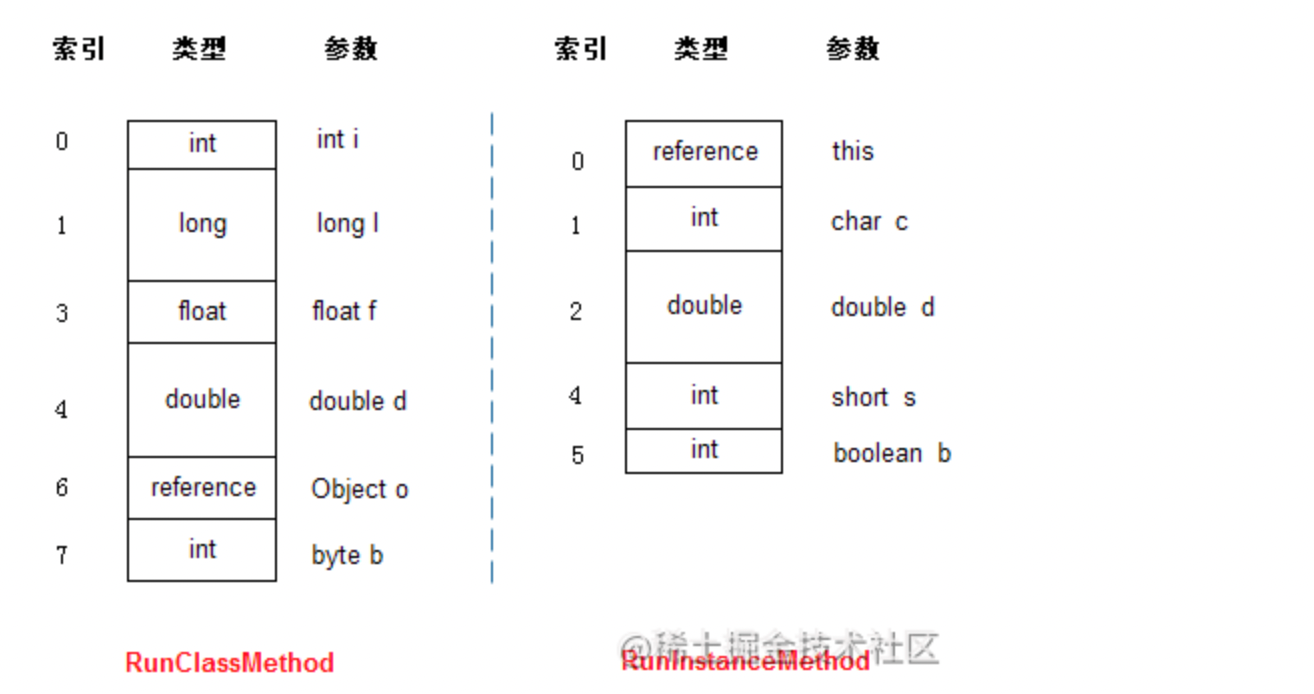 索引 类型 参数 索引 类型 参数
0 int int i
1 long long l
3 float float f
4 double double d
6 reference Object o
7 int byte b
RunClassMethod
0 reference this
1 int char c
2 double double d
4 int short s
5 int boolean b
RunInstanceMethod
@稀土掘金技术社区